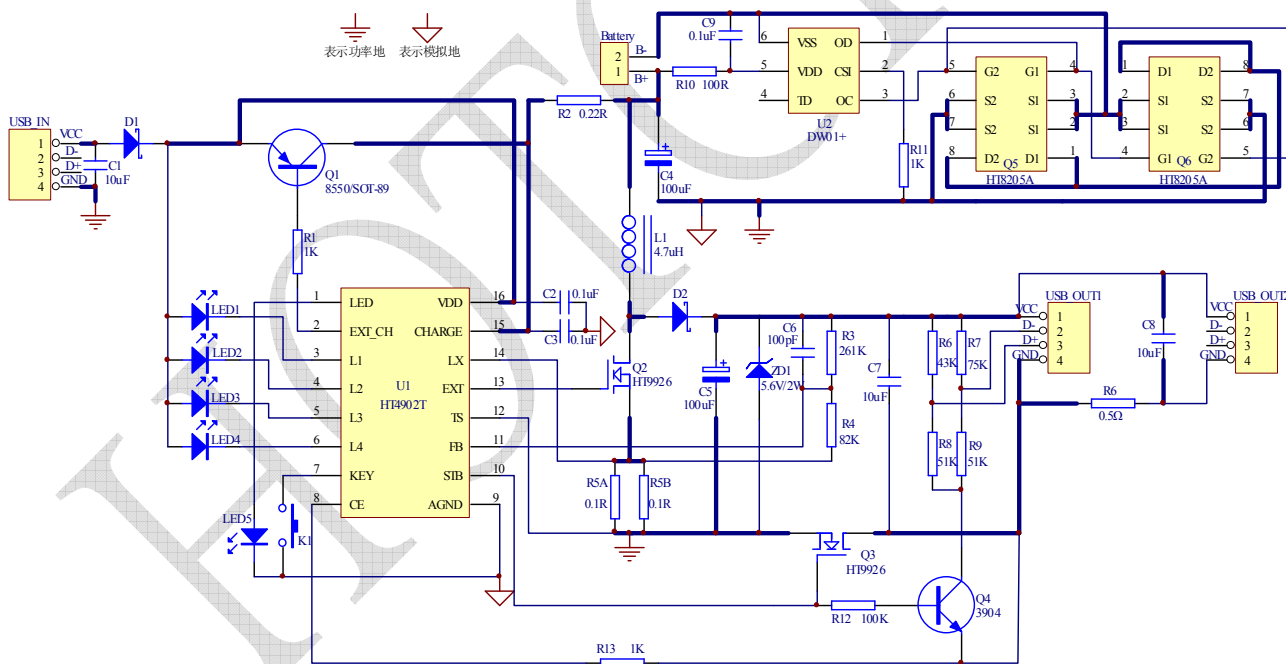 表示功率地 表示模拟地
USB_IN
VCC
D-
D+
GND
1
2
3
4
C1
10uF
D1
Q1
8550/SOT-89
R1
1K
R2 0.22R
Battery
2
1
B-
B+
C9
0.1uF
R10 100R
C4
100uF
L1
4.7uH
VSS OD
VDD CSI
TD OC
6
5
4
1
2
3
U2
DW01+
R11
1K
G2 G1
S2 S1
S2 S1
D2 D1
5
6
7
8
4
3
2
1
Q5
HT8205A
D1 D2
S1 S2
S1 S2
G1 G2
1
2
3
4
8
7
6
5
Q6
HT8205A
LED1
LED2
LED3
LED4
LED5
K1
1 LED VDD 16
2 EXT_CH CHARGE 15
3 L1 LX 14
4 L2 EXT 13
5 L3 TS 12
6 L4 FB 11
7 KEY STB 10
8 CE AGND 9
U1
HT4902T
C2 0.1uF
C3 0.1uF
Q2
HT9926
D2
C5
100uF
ZD1
5.6V/2W
C6
100pF
R3
261K
R4
82K
C7
10uF
R5A
0.1R
R5B
0.1R
R6
43K
R7
75K
R8
51K
R9
51K
USB_OUT1
VCC
D-
D+
GND
1
2
3
4
C8
10uF
R6
0.5Ω
USB_OUT2
VCC
D-
D+
GND
1
2
3
4
Q3
HT9926
R12 100K
Q4
3904
R13 1K
HOTC